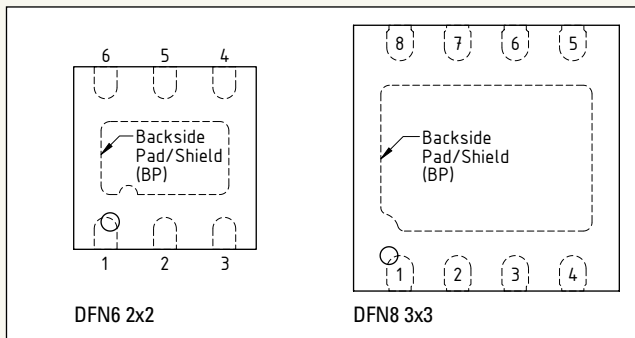 6 5 4
Backside
Pad/Shield
(BP)
1 2 3
DFN6 2x2
8 7 6 5
Backside
Pad/Shield
(BP)
1 2 3 4
DFN8 3x3